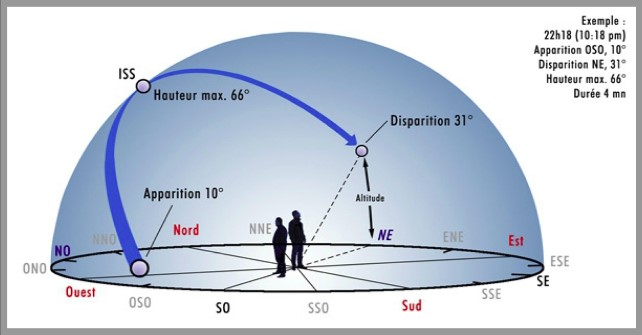 Exemple :
22h18 (10:18 pm)
Apparition OSO, 10°
Disparition NE, 31°
Hauteur max. 66°
Durée 4 mn
ISS
Hauteur max. 66°
Disparition 31°
Apparition 10°
Altitude
Nord
NNE
NE
NNO
NO
ENE
Est
ONO
ESE
SE
Ouest
OSO
SO
SSO
Sud
SSE